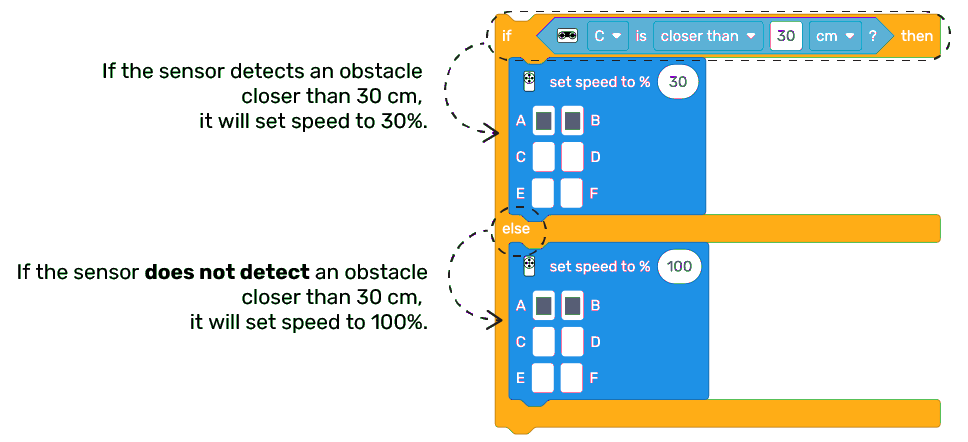 if C is closer than 30 cm ? then
If the sensor detects an obstacle
closer than 30 cm,
it will set speed to 30%.
set speed to % 30
A B
C D
E F
else
If the sensor does not detect an obstacle
closer than 30 cm,
it will set speed to 100%.
set speed to % 100
A B
C D
E F